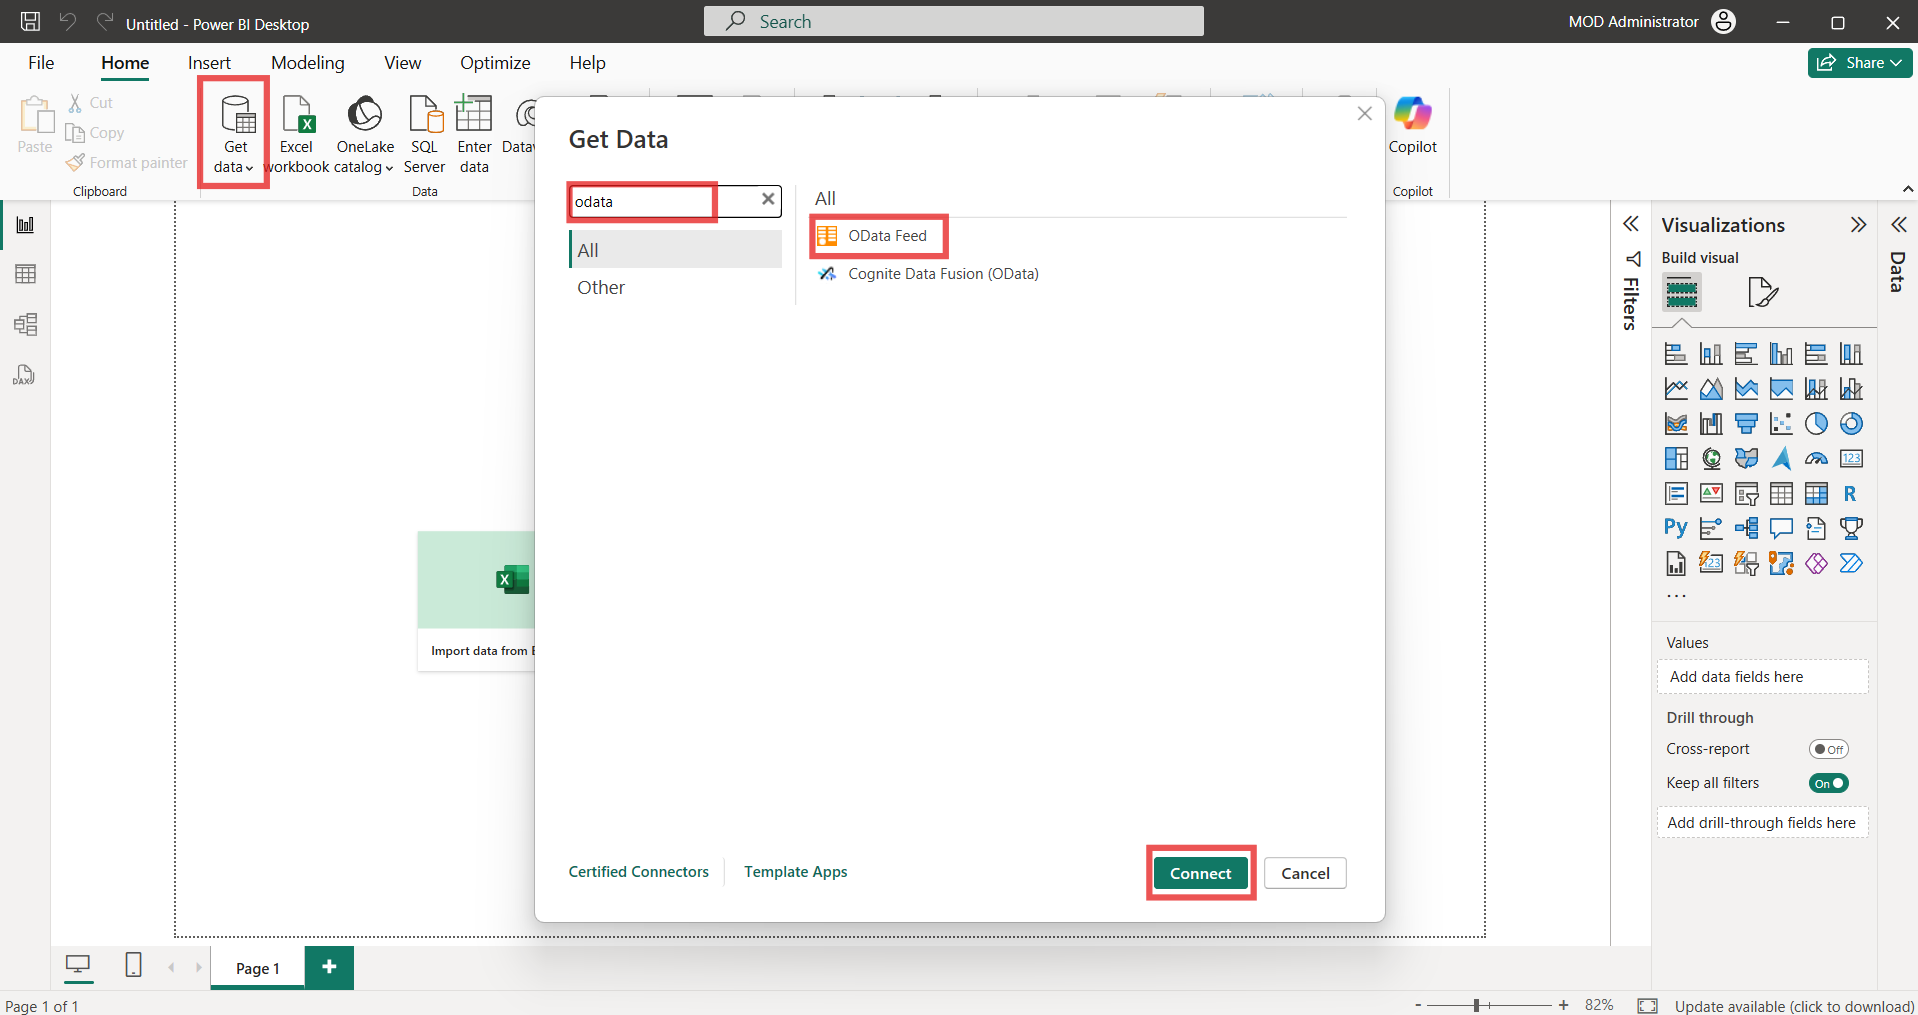 Untitled - Power BI Desktop
Search
MOD Administrator
File
Home
Insert
Modeling
View
Optimize
Help
Share
Paste
Cut
Copy
Format painter
Clipboard
Get data
Excel workbook
OneLake catalog
SQL Server
Enter data
Data
Copilot
Copilot
Get Data
odata
All
Other
All
OData Feed
Cognite Data Fusion (OData)
Certified Connectors
Template Apps
Connect
Cancel
Import data from
Filters
Visualizations
Build visual
Data
123
R
Py
123
DAX
Values
Add data fields here
Drill through
Cross-report
Off
Keep all filters
On
Add drill-through fields here
Page 1
Page 1 of 1
- + 82%
Update available (click to download)